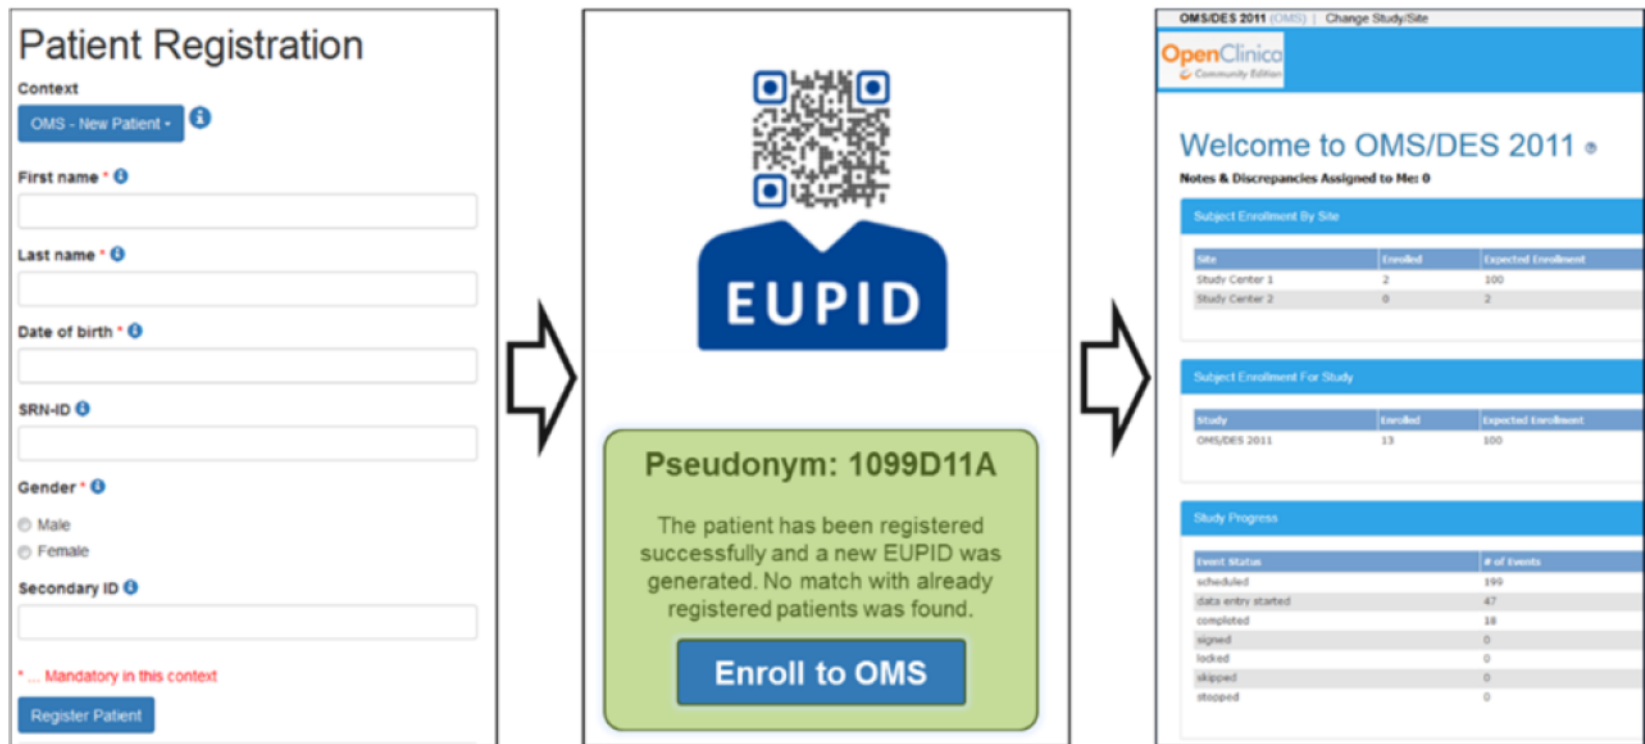 Patient Registration
Context
OMS - New Patient
First name *
Last name *
Date of birth *
SRN-ID
Gender *
Male
Female
Secondary ID
* ... Mandatory in this context
Register Patient
EUPID
Pseudonym: 1099D11A
The patient has been registered
successfully and a new EUPID was
generated. No match with already
registered patients was found.
Enroll to OMS
OMS/DES 2011 (OMS) | Change Study/Site
OpenClinica
Community Edition
Welcome to OMS/DES 2011
Notes & Discrepancies Assigned to Me: 0
Subject Enrollment By Site
Site Enrolled Expected Enrollment
Study Center 1 2 100
Study Center 2 0 2
Subject Enrollment For Study
Study Enrolled Expected Enrollment
OMS/DES 2011 13 100
Study Progress
Event Status # of Events
scheduled 199
data entry started 47
completed 18
signed 0
locked 0
skipped 0
stopped 0